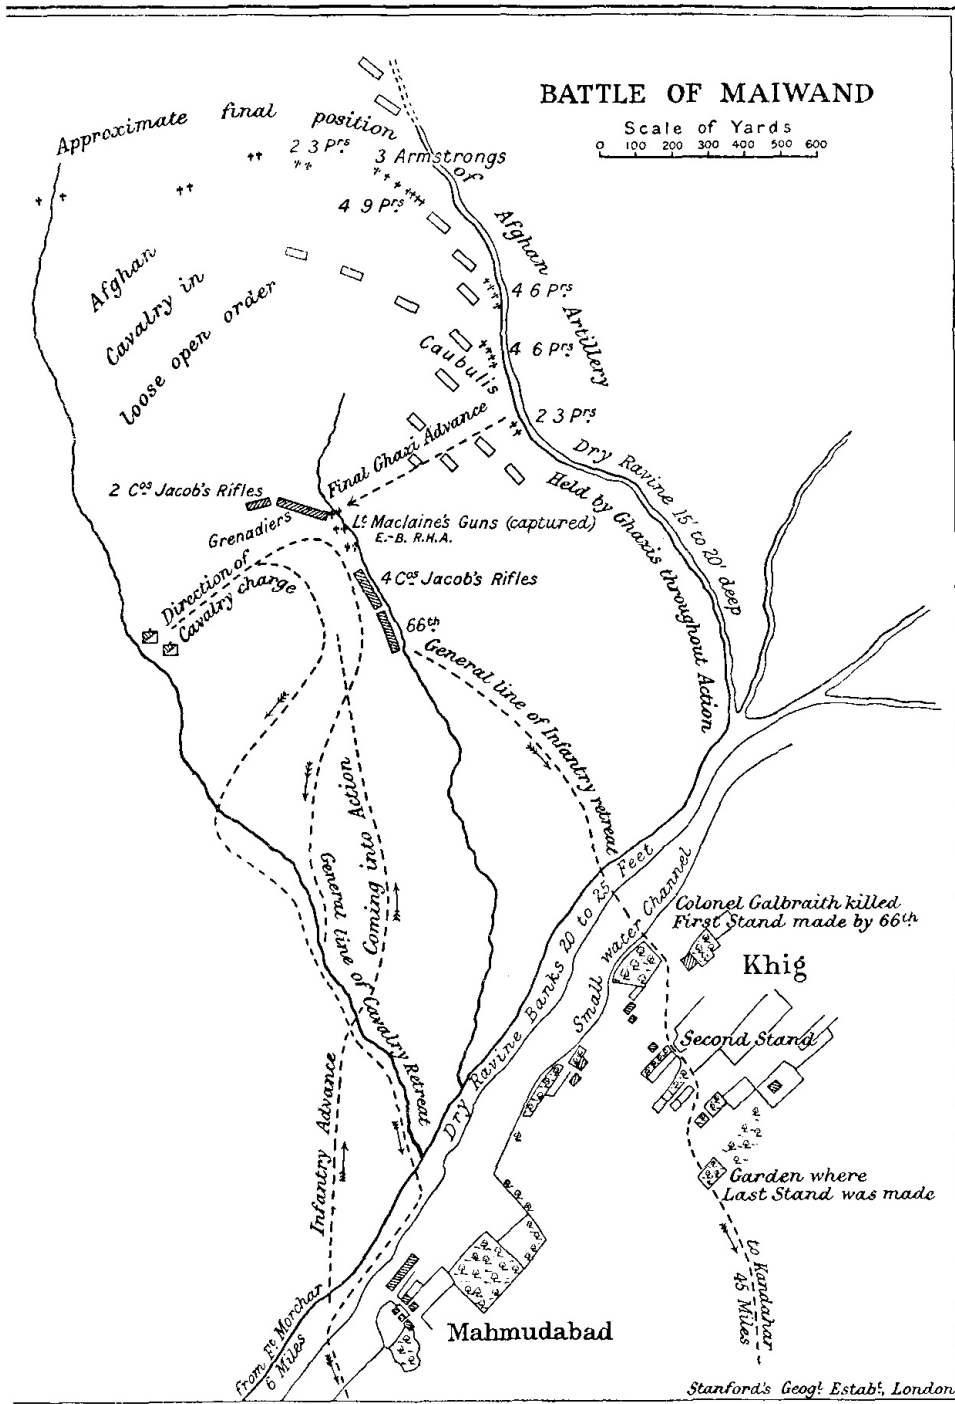 BATTLE OF MAIWAND
Scale of Yards
0 100 200 300 400 500 600
Approximate final position of Afghan Artillery
2 3 Prs
3 Armstrongs
4 9 Prs
4 6 Prs
4 6 Prs
2 3 Prs
Afghan
Cavalry in
loose open order
Caubulis
Final Ghazi Advance
Dry Ravine 15' to 20' deep
Held by Ghazis throughout Action
2 Cos Jacob's Rifles
Grenadiers
Lt Maclaine's Guns (captured)
E.-B. R.H.A.
4 Cos Jacob's Rifles
66th
Direction of
Cavalry charge
General line of Infantry retreat
Coming into Action
General line of Cavalry Retreat
Infantry Advance
Dry Ravine Banks 20 to 25 Feet
Small water Channel
Colonel Galbraith killed
First Stand made by 66th
Khig
Second Stand
Garden where
Last Stand was made
to Kandahar
45 Miles
Mahmudabad
from Ft Morchar
6 Miles
Stanford's Geogl Estabt, London